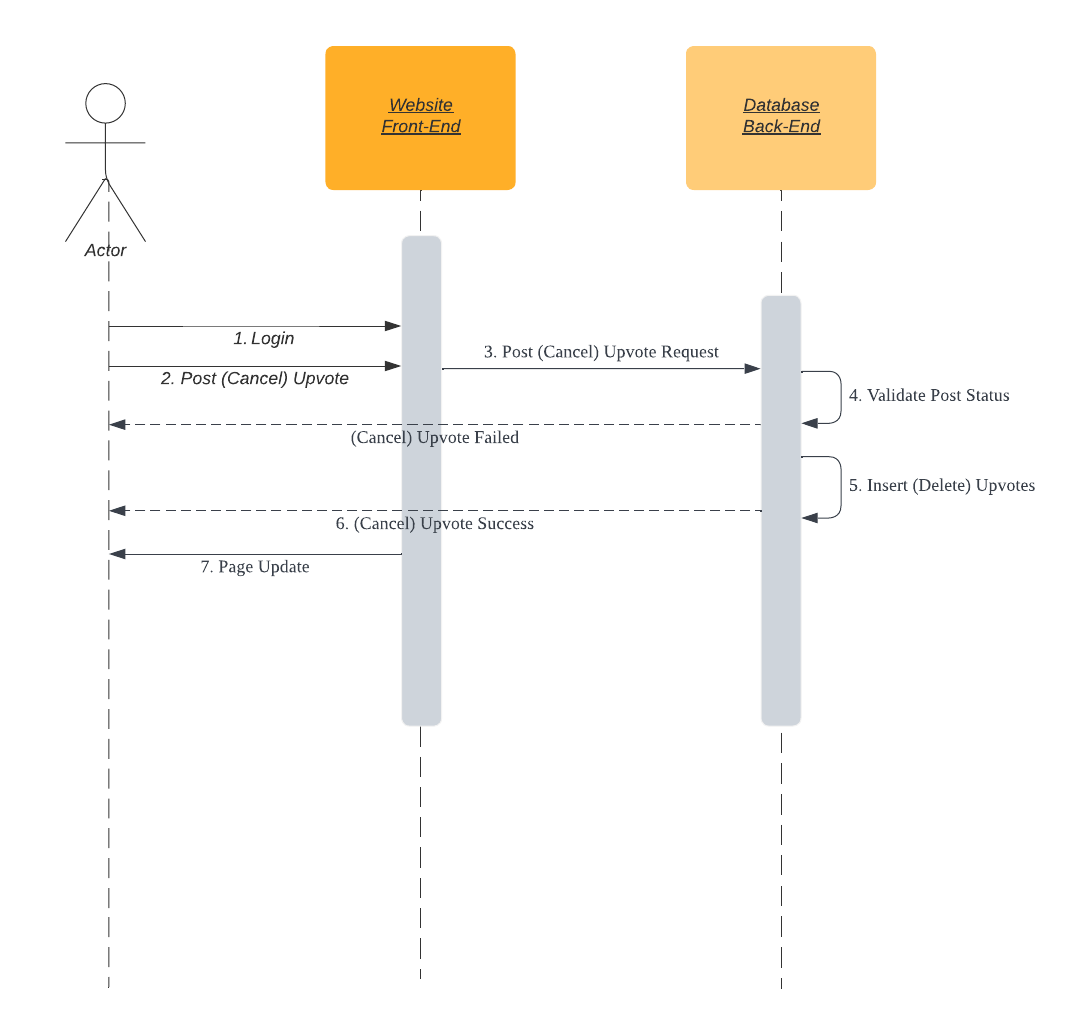 Website
Front-End
Database
Back-End
Actor
1. Login
2. Post (Cancel) Upvote
3. Post (Cancel) Upvote Request
4. Validate Post Status
(Cancel) Upvote Failed
5. Insert (Delete) Upvotes
6. (Cancel) Upvote Success
7. Page Update